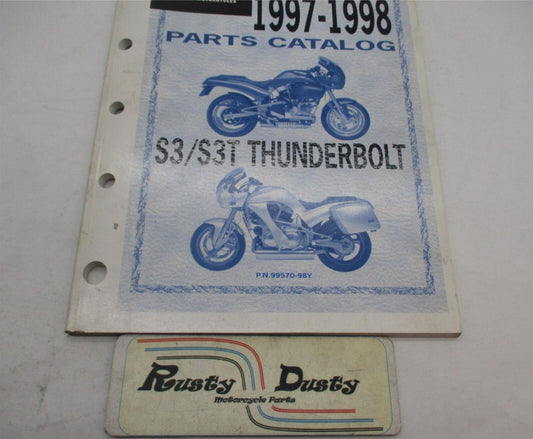 1997-1998
PARTS CATALOG
S3/S3T THUNDERBOLT
P.N.99570-98Y
Rusty Dusty
Motorcycle Parts